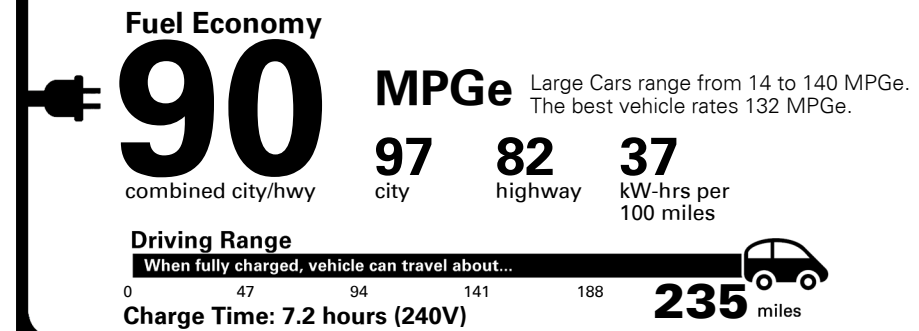 Fuel Economy
90
combined city/hwy
MPGe
Large Cars range from 14 to 140 MPGe.
The best vehicle rates 132 MPGe.
97
city
82
highway
37
kW-hrs per
100 miles
Driving Range
When fully charged, vehicle can travel about...
0 47 94 141 188 235 miles
Charge Time: 7.2 hours (240V)